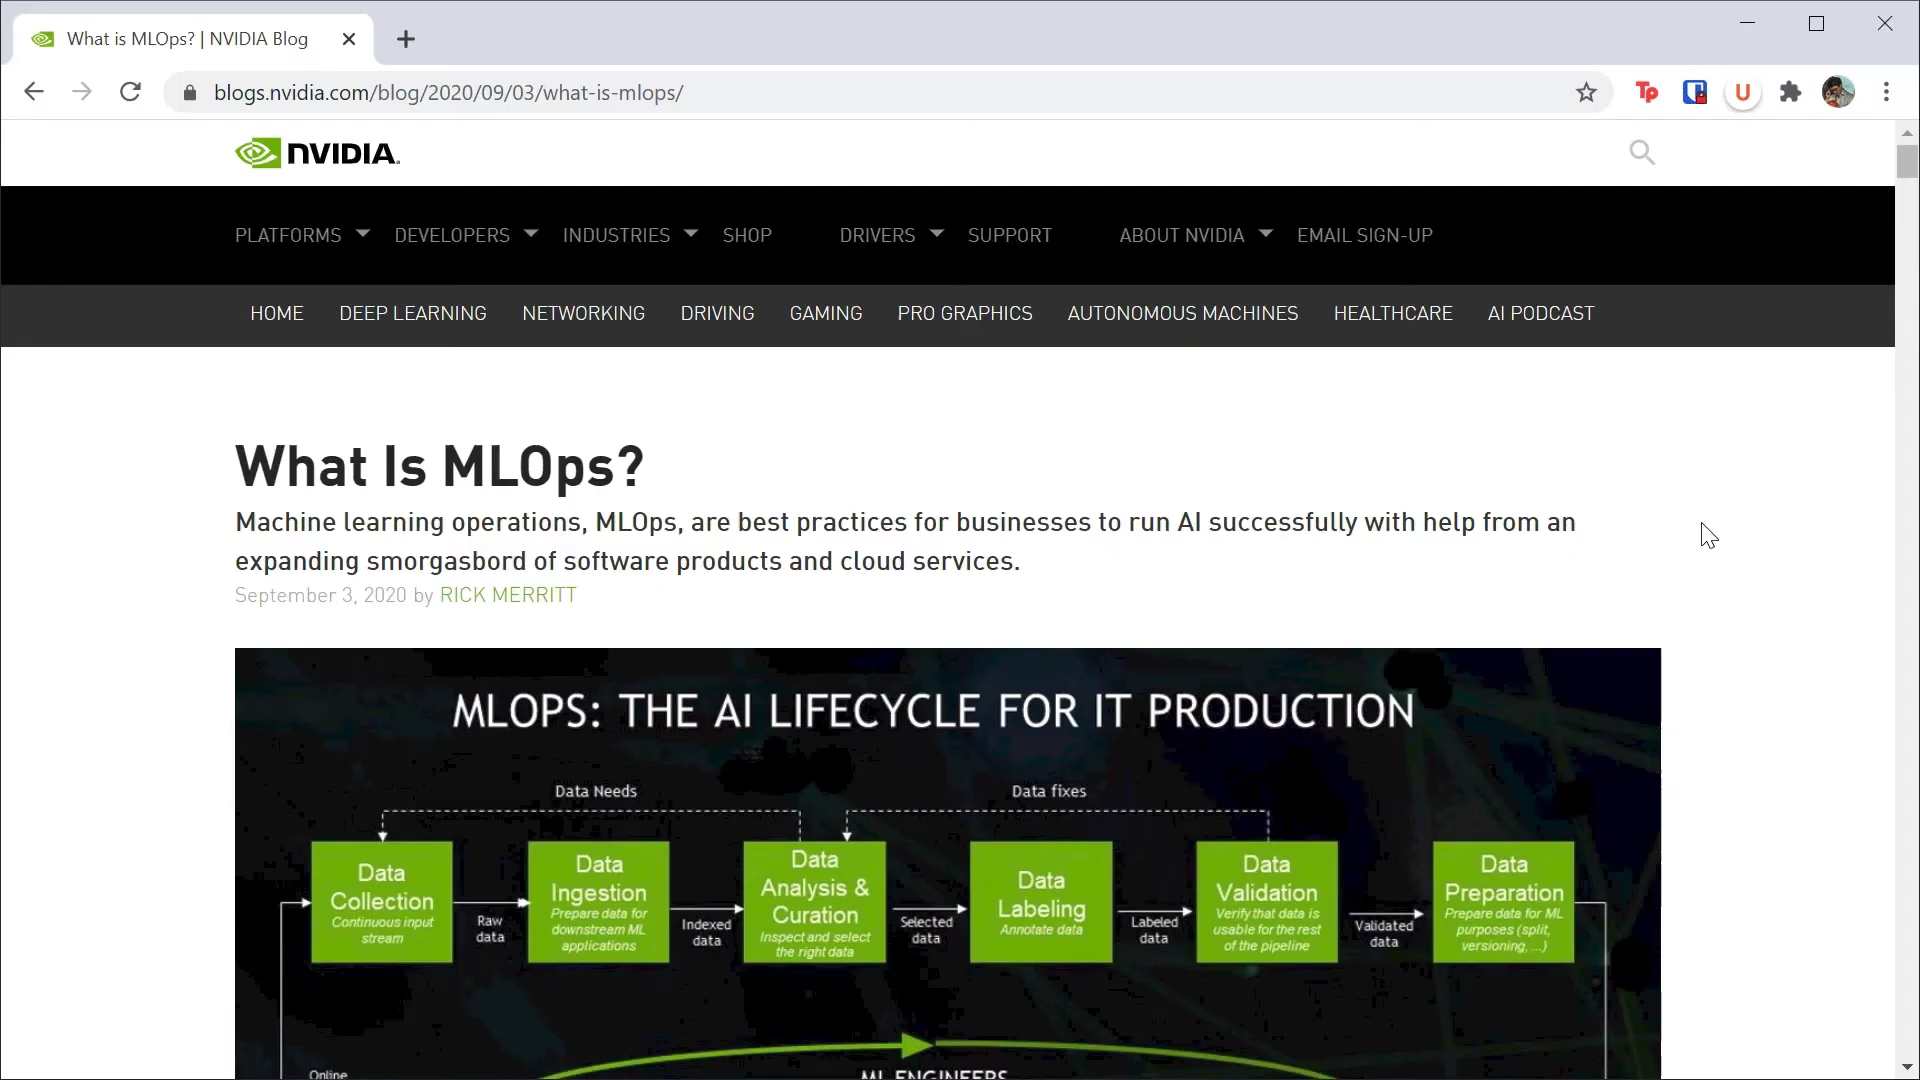 What is MLOps? | NVIDIA Blog
blogs.nvidia.com/blog/2020/09/03/what-is-mlops/
Tp
U
NVIDIA.
PLATFORMS DEVELOPERS INDUSTRIES SHOP DRIVERS SUPPORT ABOUT NVIDIA EMAIL SIGN-UP
HOME DEEP LEARNING NETWORKING DRIVING GAMING PRO GRAPHICS AUTONOMOUS MACHINES HEALTHCARE AI PODCAST
What Is MLOps?
Machine learning operations, MLOps, are best practices for businesses to run AI successfully with help from an
expanding smorgasbord of software products and cloud services.
September 3, 2020 by RICK MERRITT
MLOPS: THE AI LIFECYCLE FOR IT PRODUCTION
Data Needs
Data fixes
Data
Collection
Continuous input
stream
Raw
data
Data
Ingestion
Prepare data for
downstream ML
applications
Indexed
data
Data
Analysis &
Curation
Inspect and select
the right data
Selected
data
Data
Labeling
Annotate data
Labeled
data
Data
Validation
Verify that data is
usable for the rest
of the pipeline
Validated
data
Data
Preparation
Prepare data for ML
purposes (split,
versioning, ...)
Online
ML ENGINEERS